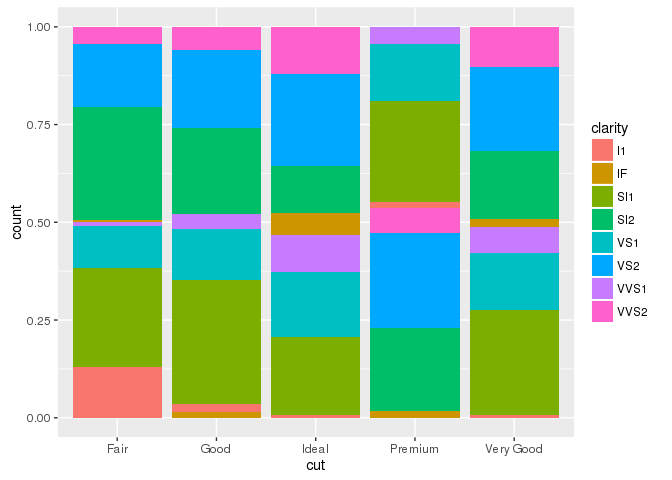 1.00
0.75
0.50
0.25
0.00
count
Fair
Good
Ideal
Premium
Very Good
cut
clarity
I1
IF
SI1
SI2
VS1
VS2
VVS1
VVS2